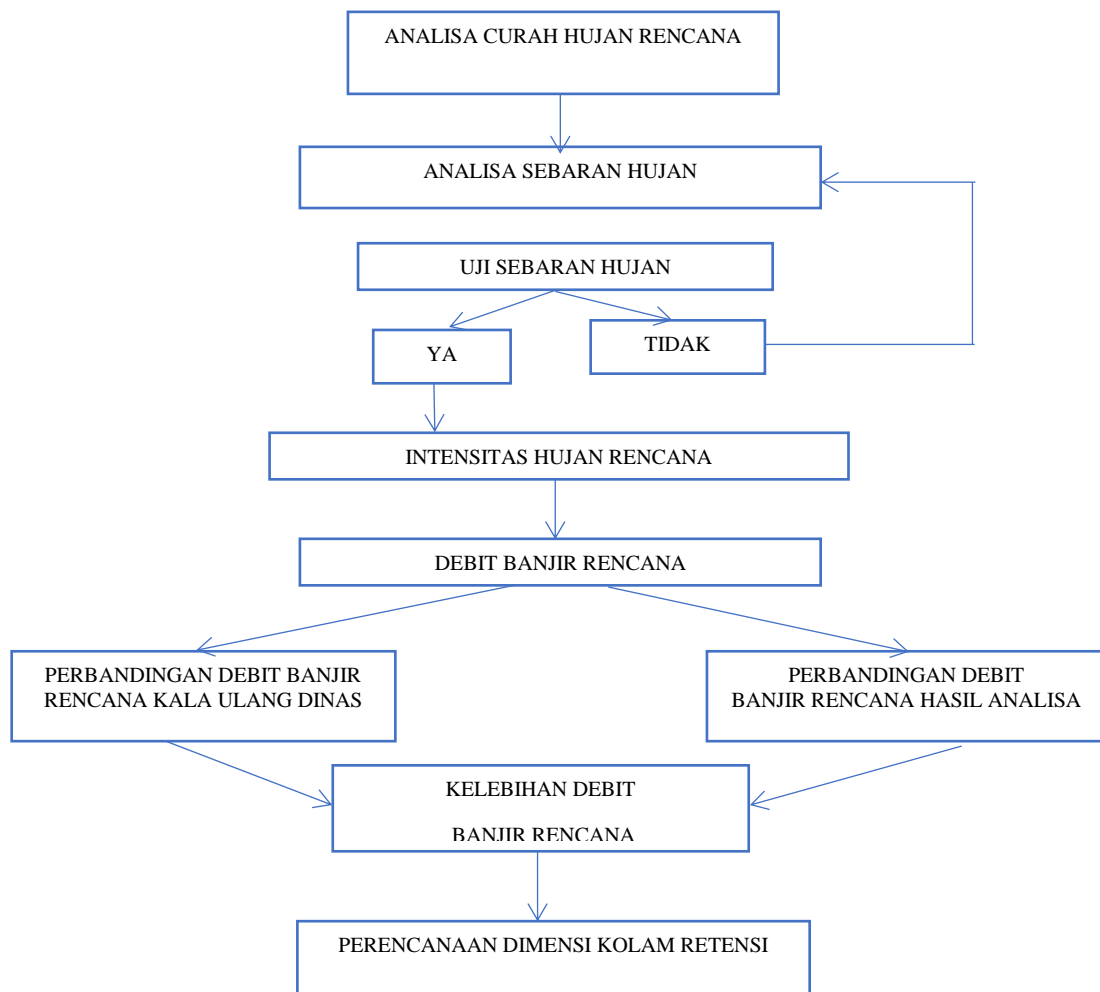 ANALISA CURAH HUJAN RENCANA
ANALISA SEBARAN HUJAN
UJI SEBARAN HUJAN
YA
TIDAK
INTENSITAS HUJAN RENCANA
DEBIT BANJIR RENCANA
PERBANDINGAN DEBIT BANJIR
RENCANA KALA ULANG DINAS
PERBANDINGAN DEBIT
BANJIR RENCANA HASIL ANALISA
KELEBIHAN DEBIT
BANJIR RENCANA
PERENCANAAN DIMENSI KOLAM RETENSI